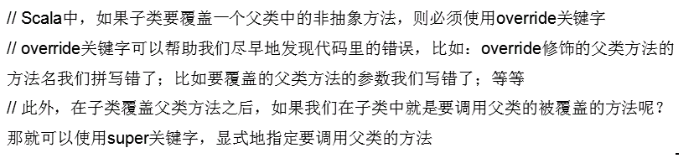 // Scala中，如果子类要覆盖一个父类中的非抽象方法，则必须使用override关键字
// override关键字可以帮助我们尽早地发现代码里的错误，比如：override修饰的父类方法的
方法名我们拼写错了；比如要覆盖的父类方法的参数我们写错了；等等
// 此外，在子类覆盖父类方法之后，如果我们在子类中就是要调用父类的被覆盖的方法呢？
那就可以使用super关键字，显式地指定要调用父类的方法